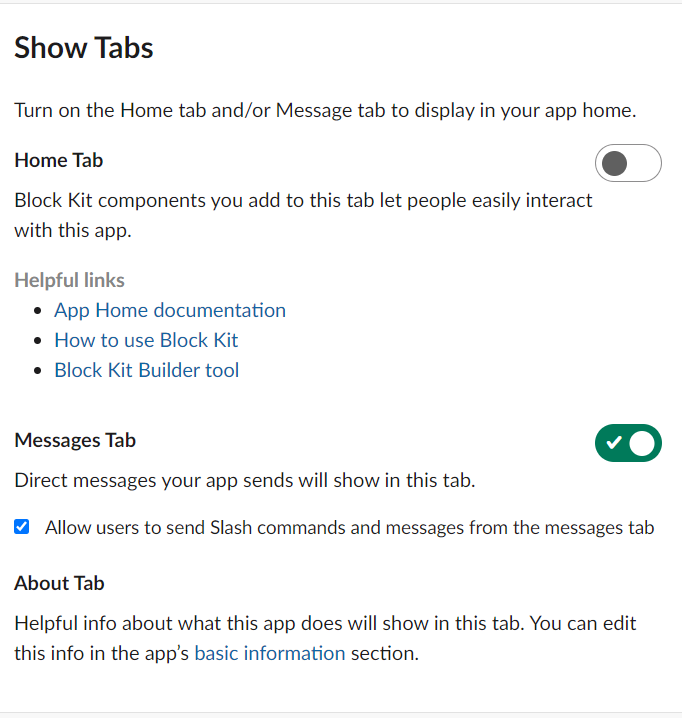 Show Tabs
Turn on the Home tab and/or Message tab to display in your app home.
Home Tab
Block Kit components you add to this tab let people easily interact
with this app.
Helpful links
App Home documentation
How to use Block Kit
Block Kit Builder tool
Messages Tab
Direct messages your app sends will show in this tab.
Allow users to send Slash commands and messages from the messages tab
About Tab
Helpful info about what this app does will show in this tab. You can edit
this info in the app’s basic information section.